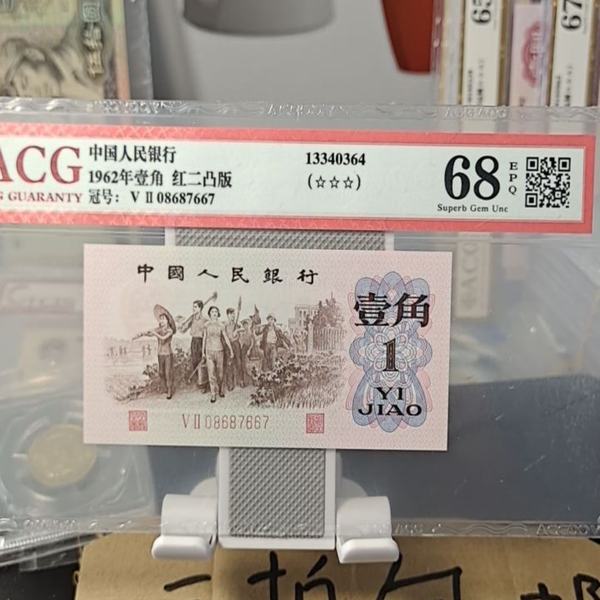 65
67
ACG
GUARANTY
中国人民银行
1962年壹角 红二凸版
冠号: V II 08687667
13340364
(☆☆☆)
68
EPQ
Superb Gem Unc
中國人民銀行
壹角
1
YI
JIAO
V II 08687667